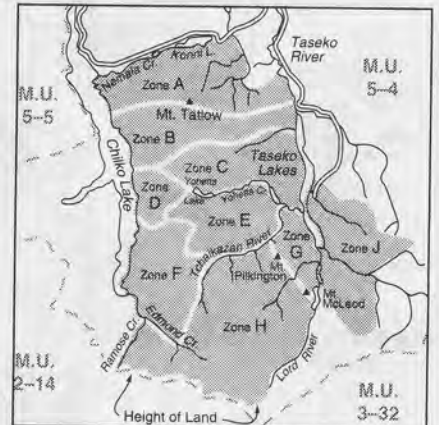 Taseko
River
Konni L.
Nemaia Cr.
Zone A
M.U.
5-5
M.U.
5-4
Mt. Tatlow
Zone B
Chilko Lake
Zone C
Taseko
Lakes
Yohetta
Lake
Yohetta Cr.
Zone
D
Zone E
Tchaikazan River
Zone
G
Zone J
Zone F
Mt.
Pilkington
Mt.
McLeod
Edmond Cr.
Ramose Cr.
Zone H
Lord River
M.U.
2-14
M.U.
3-32
Height of Land